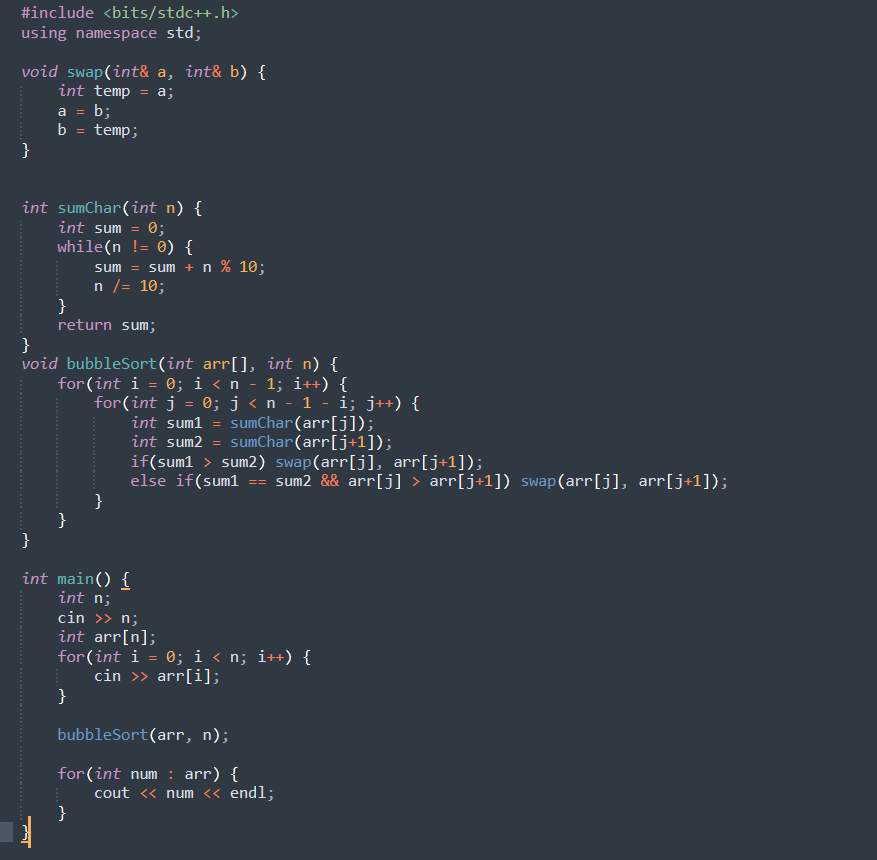 #include <bits/stdc++.h>
using namespace std;
void swap(int& a, int& b) {
    int temp = a;
    a = b;
    b = temp;
}
int sumChar(int n) {
    int sum = 0;
    while(n != 0) {
        sum = sum + n % 10;
        n /= 10;
    }
    return sum;
}
void bubbleSort(int arr[], int n) {
    for(int i = 0; i < n - 1; i++) {
        for(int j = 0; j < n - 1 - i; j++) {
            int sum1 = sumChar(arr[j]);
            int sum2 = sumChar(arr[j+1]);
            if(sum1 > sum2) swap(arr[j], arr[j+1]);
            else if(sum1 == sum2 && arr[j] > arr[j+1]) swap(arr[j], arr[j+1]);
        }
    }
}
int main() {
    int n;
    cin >> n;
    int arr[n];
    for(int i = 0; i < n; i++) {
        cin >> arr[i];
    }
    bubbleSort(arr, n);
    for(int num : arr) {
        cout << num << endl;
    }
}